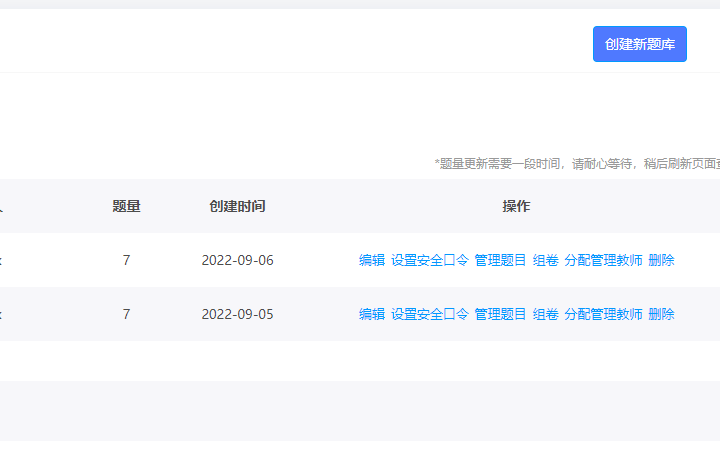 创建新题库
*题量更新需要一段时间，请耐心等待，稍后刷新页面
题量 创建时间 操作
7 2022-09-06 编辑 设置安全口令 管理题目 组卷 分配管理教师 删除
7 2022-09-05 编辑 设置安全口令 管理题目 组卷 分配管理教师 删除